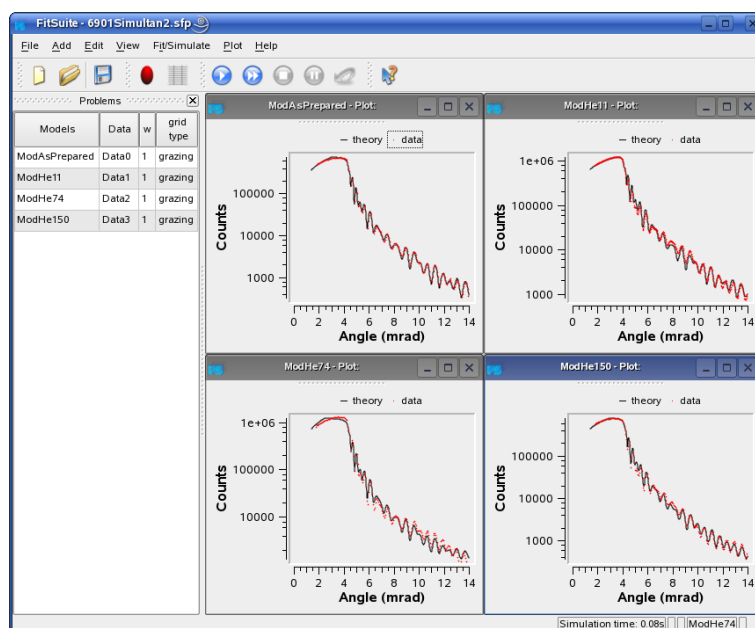 FitSuite - 6901Simultan2.sfp
File Add Edit View Fit/Simulate Plot Help
Problems
Models Data w grid type
ModAsPrepared Data0 1 grazing
ModHe11 Data1 1 grazing
ModHe74 Data2 1 grazing
ModHe150 Data3 1 grazing
ModAsPrepared - Plot:
theory data
100000
10000
1000
Counts
0 2 4 6 8 10 12 14
Angle (mrad)
ModHe11 - Plot:
theory data
1e+06
100000
10000
1000
Counts
0 2 4 6 8 10 12 14
Angle (mrad)
ModHe74 - Plot:
theory data
1e+06
100000
10000
Counts
0 2 4 6 8 10 12 14
Angle (mrad)
ModHe150 - Plot:
theory data
100000
10000
1000
Counts
0 2 4 6 8 10 12 14
Angle (mrad)
Simulation time: 0.08s ModHe74